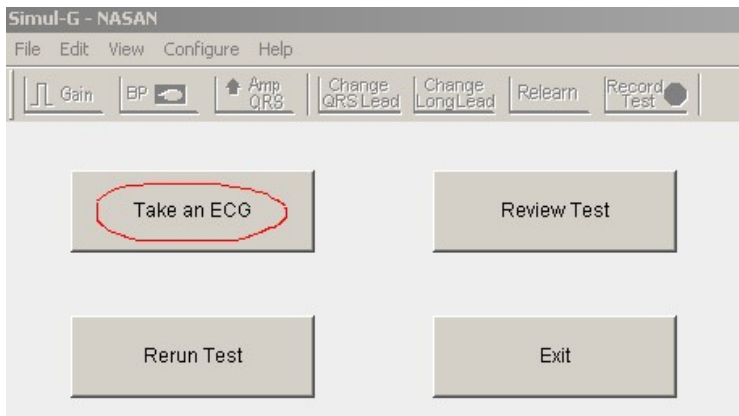 Simul-G - NASAN
File Edit View Configure Help
Gain BP Amp QRS Change QRS Lead Change LongLead Relearn Record Test
Take an ECG Review Test
Rerun Test Exit